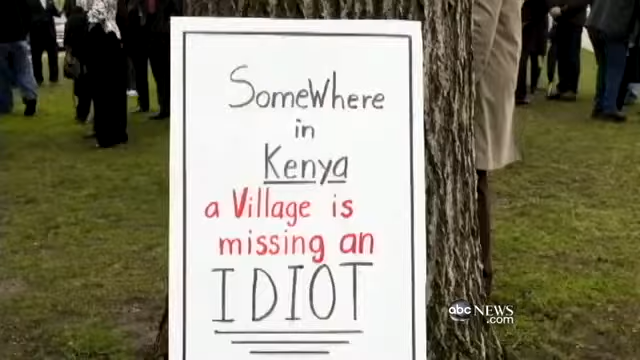 SomeWhere
in
Kenya
a Village is
missing an
IDIOT
abc NEWS
.com